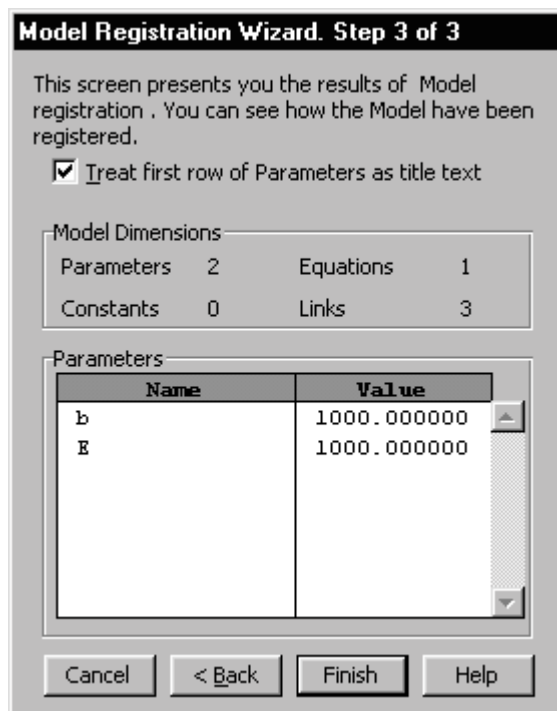 Model Registration Wizard. Step 3 of 3
This screen presents you the results of Model
registration . You can see how the Model have been
registered.
Treat first row of Parameters as title text
Model Dimensions
Parameters 2 Equations 1
Constants 0 Links 3
Parameters
Name Value
b 1000.000000
E 1000.000000
Cancel < Back Finish Help